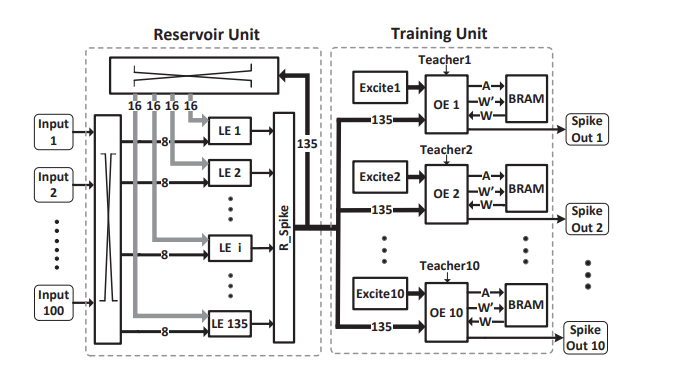 Reservoir Unit
Training Unit
Teacher1
Excite1
OE 1
A
W'
W
BRAM
135
Spike
Out 1
16 16 16 16
Input
1
8
LE 1
135
Teacher2
Excite2
OE 2
A
W'
W
BRAM
135
Spike
Out 2
Input
2
8
LE 2
R_Spike
8
LE i
Teacher10
Excite10
OE 10
A
W'
W
BRAM
135
Spike
Out 10
Input
100
8
LE 135